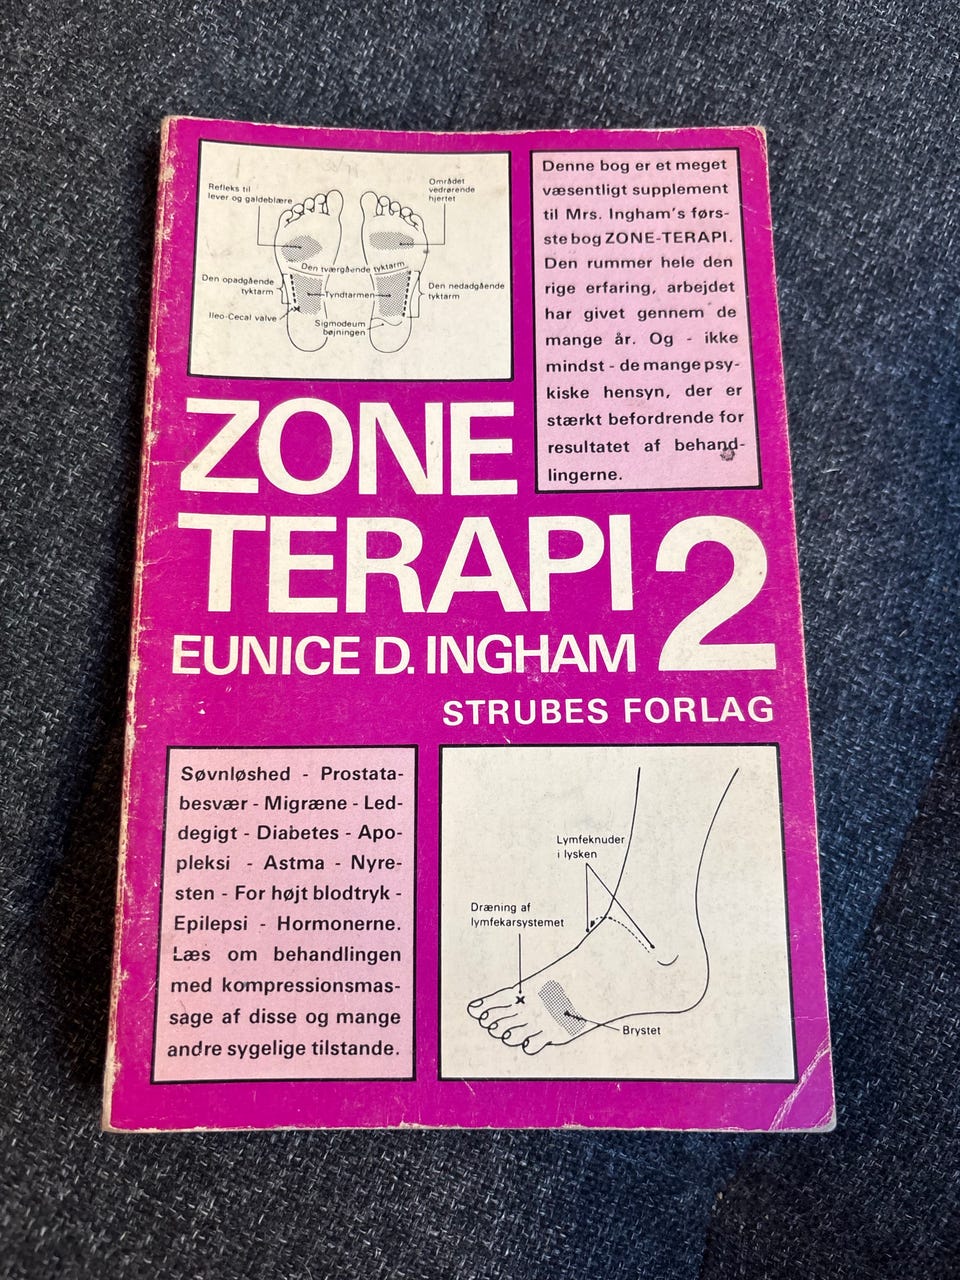 Refleks til
lever og galdeblære
Området
vedrørende
hjertet
Den tværgående tyktarm
Den opadgående
tyktarm
Tyndtarmen
Den nedadgående
tyktarm
Ileo-Cecal valve
Sigmodeum
bøjningen
Denne bog er et meget
væsentligt supplement
til Mrs. Ingham's førs-
ste bog ZONE-TERAPI.
Den rummer hele den
rige erfaring, arbejdet
har givet gennem de
mange år. Og - ikke
mindst - de mange psy-
kiske hensyn, der er
stærkt befordrende for
resultatet af behand-
lingerne.
ZONE
TERAPI 2
EUNICE D. INGHAM
STRUBES FORLAG
Søvnløshed - Prostata-
besvær - Migræne - Led-
degigt - Diabetes - Apo-
pleksi - Astma - Nyre-
sten - For højt blodtryk -
Epilepsi - Hormonerne.
Læs om behandlingen
med kompressionsmas-
sage af disse og mange
andre sygelige tilstande.
Lymfeknuder
i lysken
Dræning af
lymfekarsystemet
Brystet